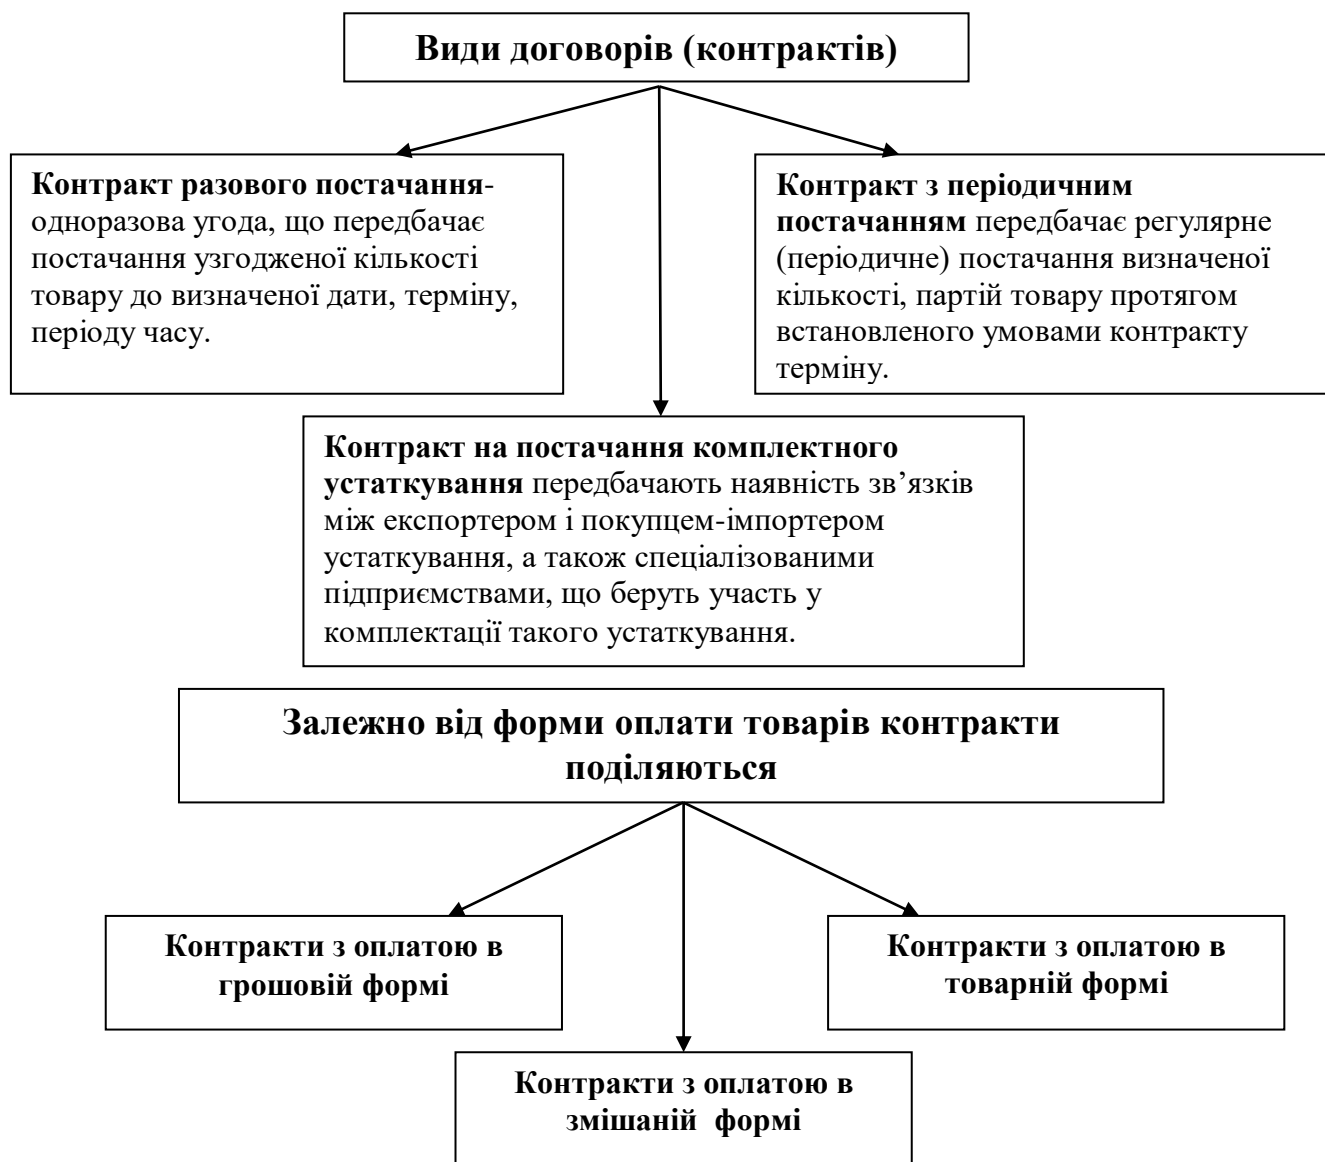 Види договорів (контрактів)
Контракт разового постачання-
одноразова угода, що передбачає
постачання узгодженої кількості
товару до визначеної дати, терміну,
періоду часу.
Контракт з періодичним
постачанням передбачає регулярне
(періодичне) постачання визначеної
кількості, партій товару протягом
встановленого умовами контракту
терміну.
Контракт на постачання комплектного
устаткування передбачають наявність зв’язків
між експортером і покупцем-імпортером
устаткування, а також спеціалізованими
підприємствами, що беруть участь у
комплектації такого устаткування.
Залежно від форми оплати товарів контракти
поділяються
Контракти з оплатою в
грошовій формі
Контракти з оплатою в
товарній формі
Контракти з оплатою в
змішаній  формі